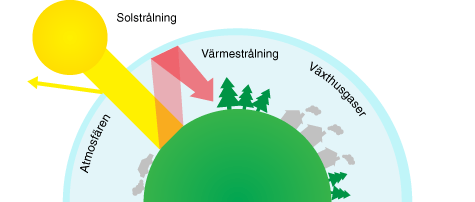 Solstrålning
Värmestrålning
Växthusgaser
Atmosfären